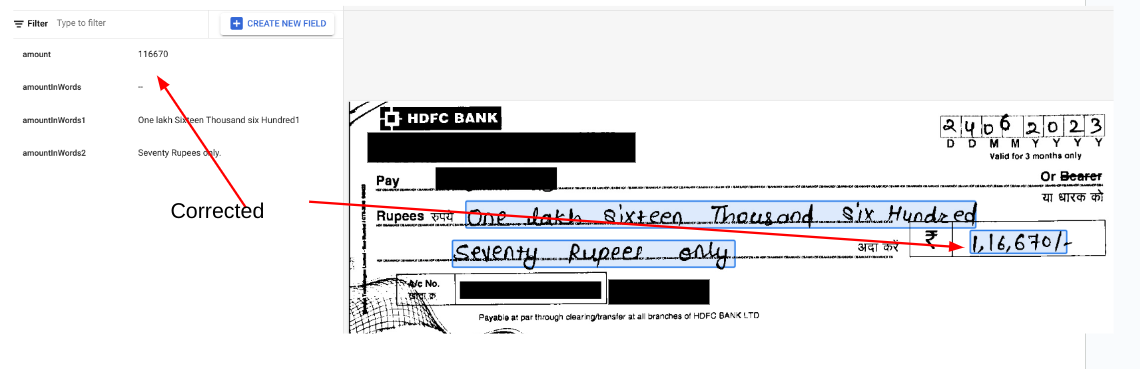 Filter Type to filter
CREATE NEW FIELD
amount 116670
amountInWords –
amountInWords1 One lakh Sixteen Thousand six Hundred1
amountInWords2 Seventy Rupees only.
Corrected
HDFC BANK
2 4 0 6 2 0 2 3
D D M M Y Y Y Y
Valid for 3 months only
Pay
Or Bearer
या धारक को
Rupees रुपये One lakh Sixteen Thousand Six Hundred
Seventy Rupees only
अदा करें
₹ 1,16,670/-
A/c No.
खाता क्र.
Payable at par through clearing/transfer at all branches of HDFC BANK LTD